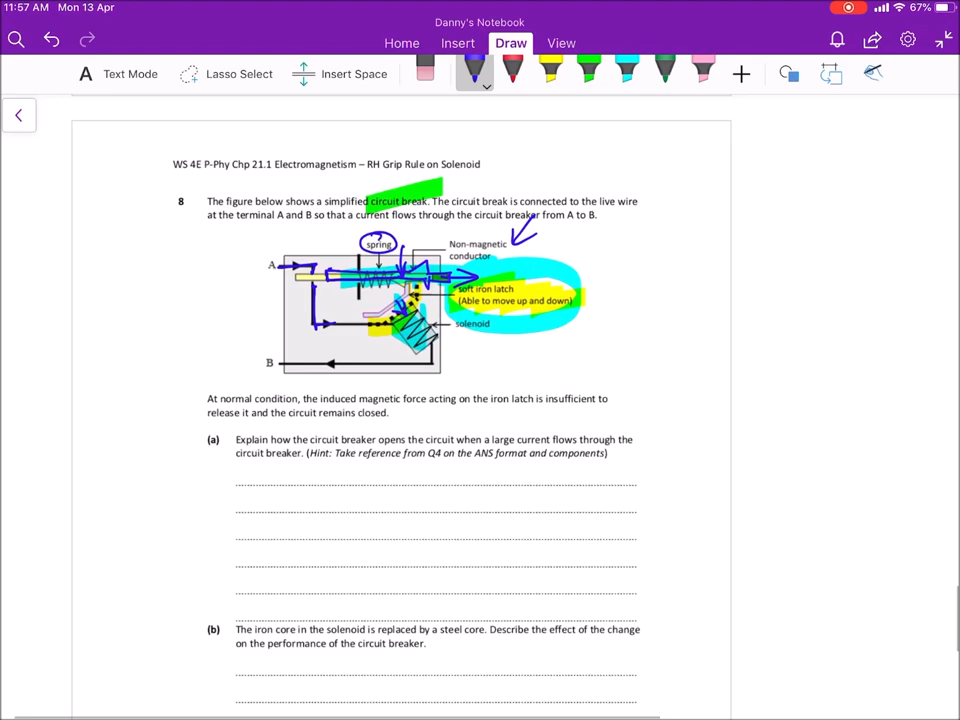 11:57 AM Mon 13 Apr
67%
Danny's Notebook
Home Insert Draw View
A Text Mode Lasso Select Insert Space
WS 4E P-Phy Chp 21.1 Electromagnetism – RH Grip Rule on Solenoid
8 The figure below shows a simplified circuit break. The circuit break is connected to the live wire
at the terminal A and B so that a current flows through the circuit breaker from A to B.
?
spring
Non-magnetic
conductor
A
soft iron latch
(Able to move up and down)
solenoid
B
At normal condition, the induced magnetic force acting on the iron latch is insufficient to
release it and the circuit remains closed.
(a) Explain how the circuit breaker opens the circuit when a large current flows through the
circuit breaker. (Hint: Take reference from Q4 on the ANS format and components)
(b) The iron core in the solenoid is replaced by a steel core. Describe the effect of the change
on the performance of the circuit breaker.